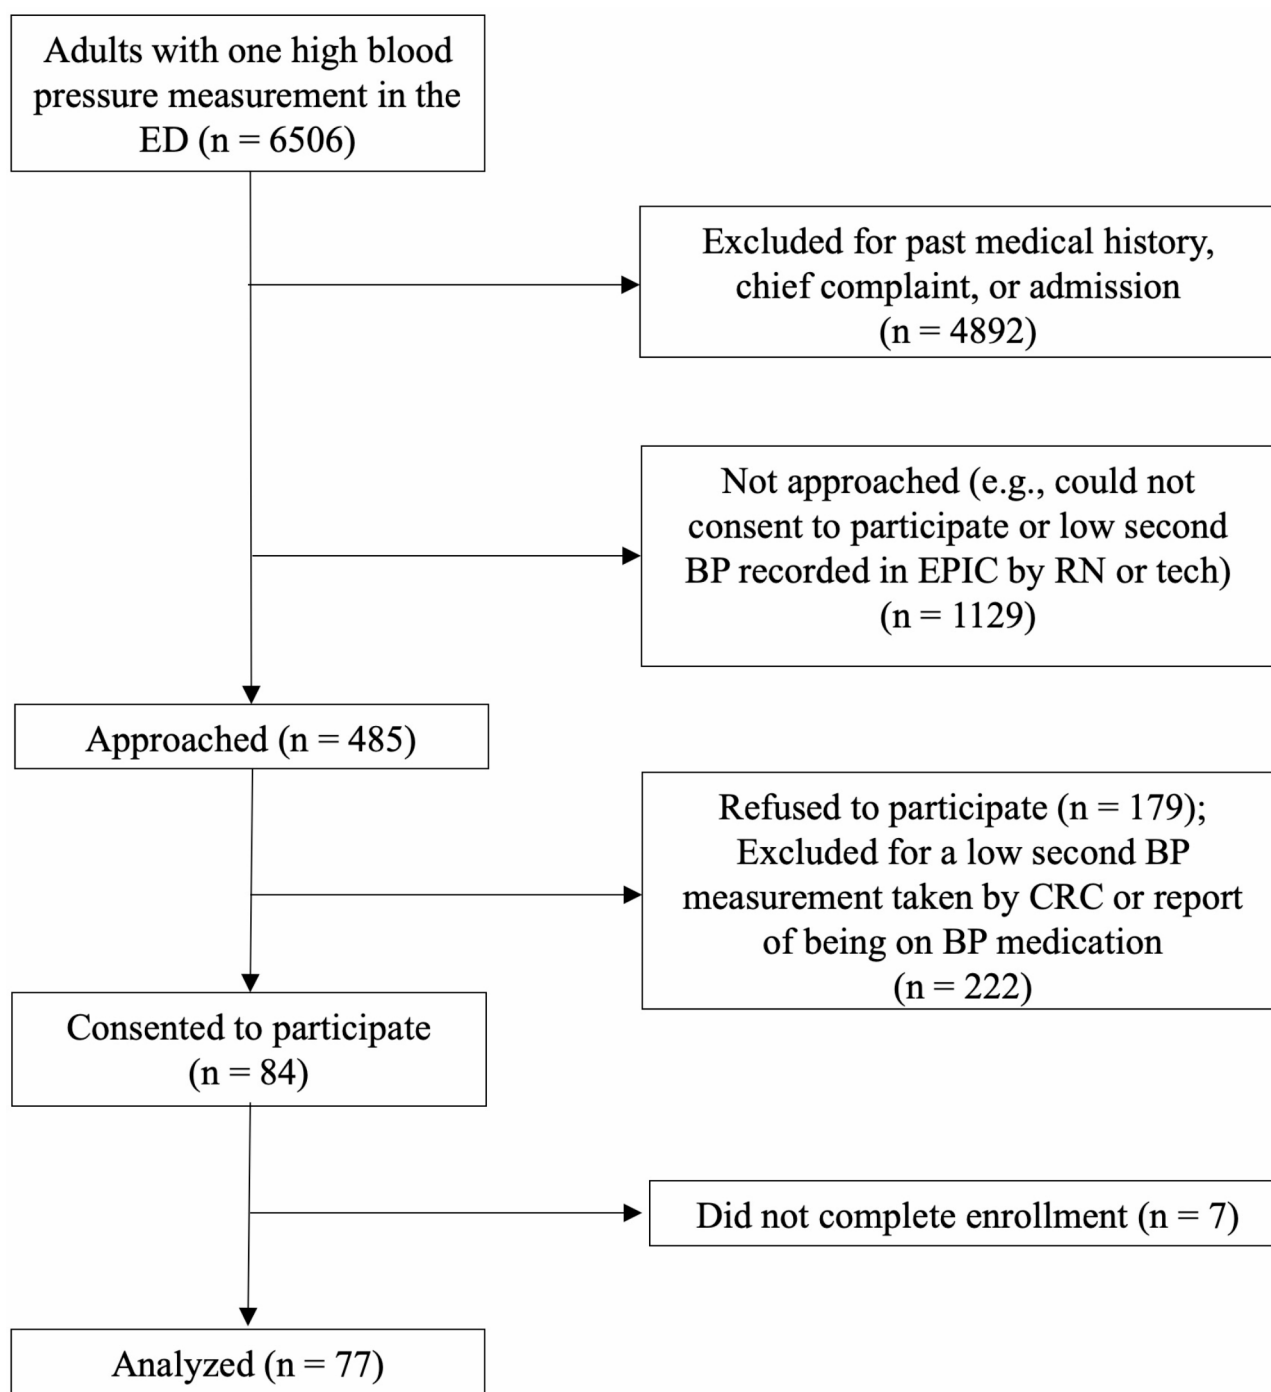 Adults with one high blood
pressure measurement in the
ED (n = 6506)
Excluded for past medical history,
chief complaint, or admission
(n = 4892)
Not approached (e.g., could not
consent to participate or low second
BP recorded in EPIC by RN or tech)
(n = 1129)
Approached (n = 485)
Refused to participate (n = 179);
Excluded for a low second BP
measurement taken by CRC or report
of being on BP medication
(n = 222)
Consented to participate
(n = 84)
Did not complete enrollment (n = 7)
Analyzed (n = 77)